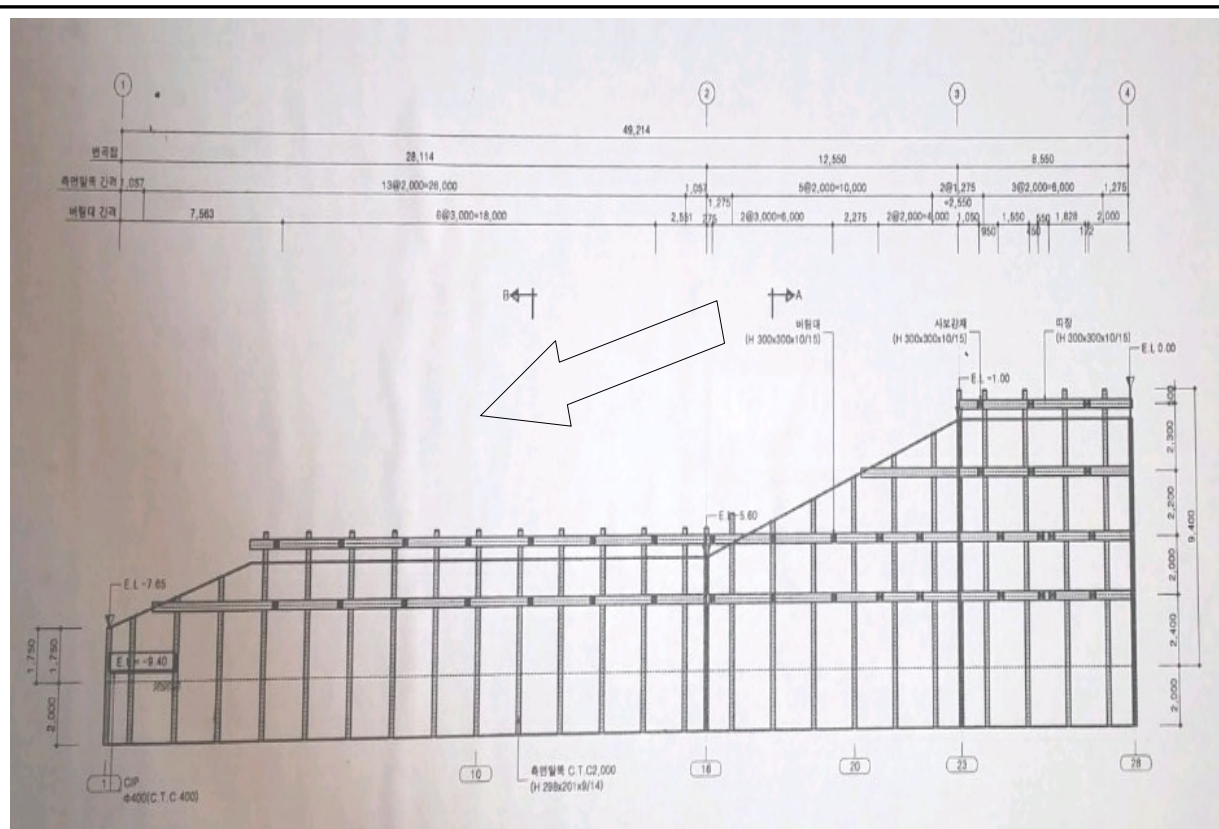 1 2 3 4
49,214
변곡점 28,114 12,550 8,550
측면말뚝 간격 1,057 13@2,000=26,000 1,057 1,275 5@2,000=10,000 2@1,275 =2,550 3@2,000=6,000 1,275
버팀대 간격 7,563 6@3,000=18,000 2,551 275 2@3,000=6,000 2,275 2@2,000=4,000 1,050 950 1,550 450 550 1,828 172 2,000
B A
버팀대
(H 300x300x10/15)
사보강재
(H 300x300x10/15)
띠장
(H 300x300x10/15)
E.L 0.00
E.L -1.00
E.L -5.60
E.L -7.65
E.L = -9.40
1,750 1,750
2,000
2,300
2,200
2,000
2,400
2,000
9,400
1 10 16 20 23 28
CIP
Φ400(C.T.C 400)
측면말뚝 C.T.C2,000
(H 298x201x9/14)